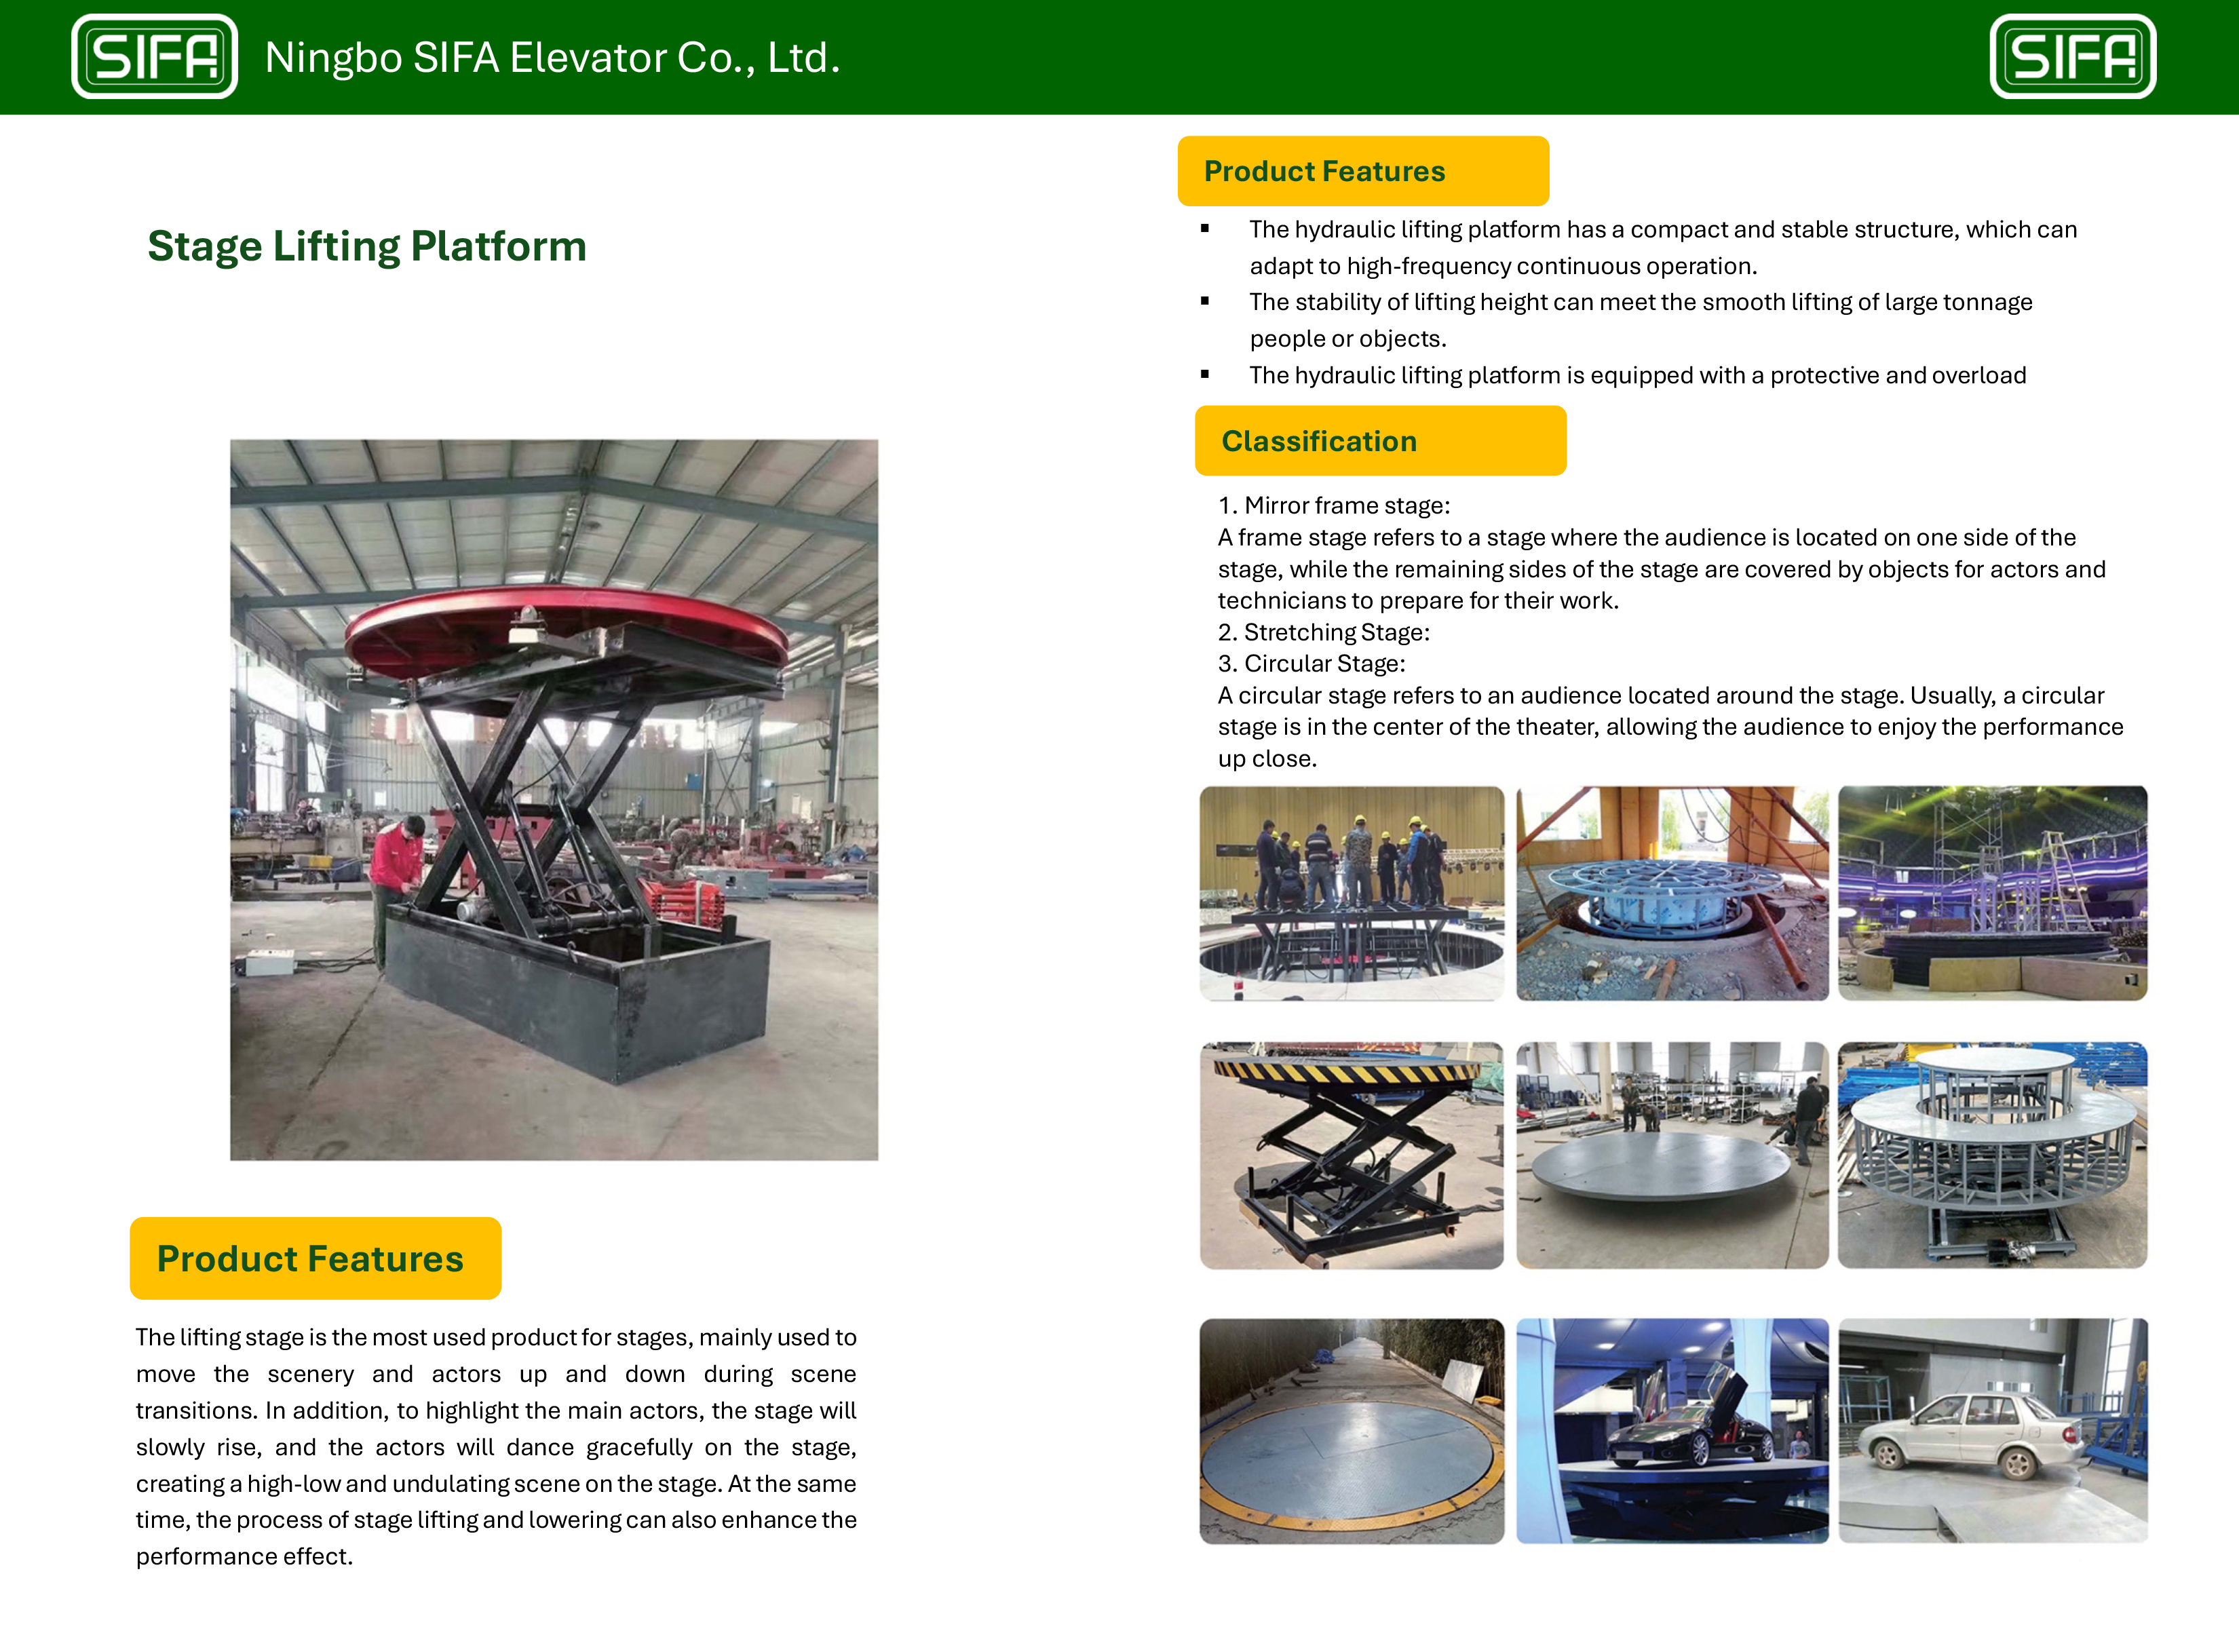 SIFA
Ningbo SIFA Elevator Co., Ltd.
SIFA
Stage Lifting Platform
Product Features
The lifting stage is the most used product for stages, mainly used to
move the scenery and actors up and down during scene
transitions. In addition, to highlight the main actors, the stage will
slowly rise, and the actors will dance gracefully on the stage,
creating a high-low and undulating scene on the stage. At the same
time, the process of stage lifting and lowering can also enhance the
performance effect.
Product Features
▪ The hydraulic lifting platform has a compact and stable structure, which can
adapt to high-frequency continuous operation.
▪ The stability of lifting height can meet the smooth lifting of large tonnage
people or objects.
▪ The hydraulic lifting platform is equipped with a protective and overload
Classification
1. Mirror frame stage:
A frame stage refers to a stage where the audience is located on one side of the
stage, while the remaining sides of the stage are covered by objects for actors and
technicians to prepare for their work.
2. Stretching Stage:
3. Circular Stage:
A circular stage refers to an audience located around the stage. Usually, a circular
stage is in the center of the theater, allowing the audience to enjoy the performance
up close.